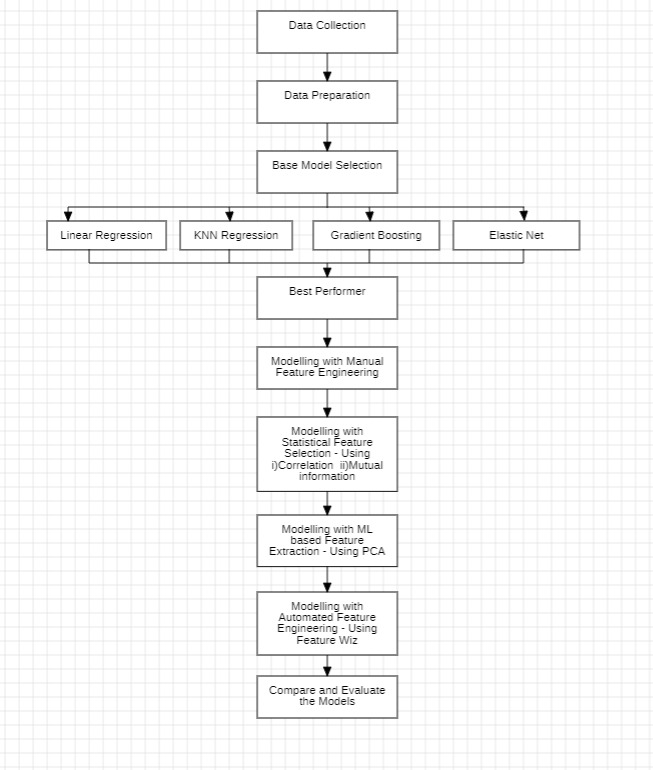 Data Collection
Data Preparation
Base Model Selection
Linear Regression
KNN Regression
Gradient Boosting
Elastic Net
Best Performer
Modelling with Manual
Feature Engineering
Modelling with
Statistical Feature
Selection - Using
i)Correlation  ii)Mutual
information
Modelling with ML
based Feature
Extraction - Using PCA
Modelling with
Automated Feature
Engineering - Using
Feature Wiz
Compare and Evaluate
the Models